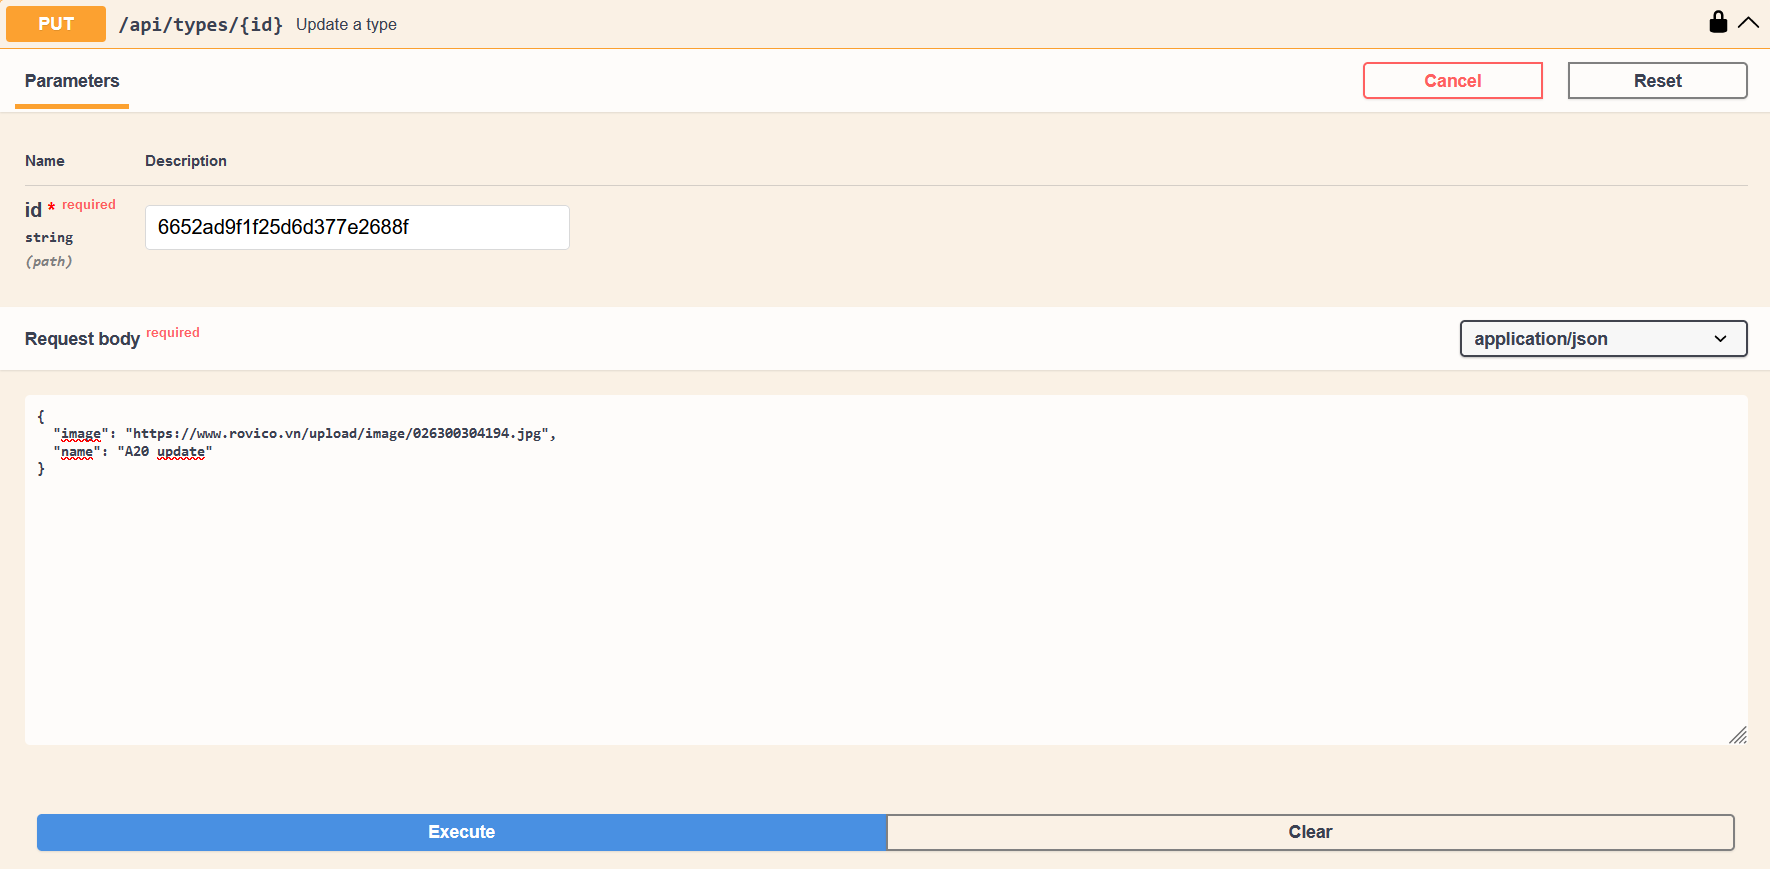 PUT /api/types/{id} Update a type
Parameters
Cancel
Reset
Name Description
id * required
string
(path)
6652ad9f1f25d6d377e2688f
Request body required
application/json
{
"image": "https://www.rovico.vn/upload/image/026300304194.jpg",
"name": "A20 update"
}
Execute
Clear